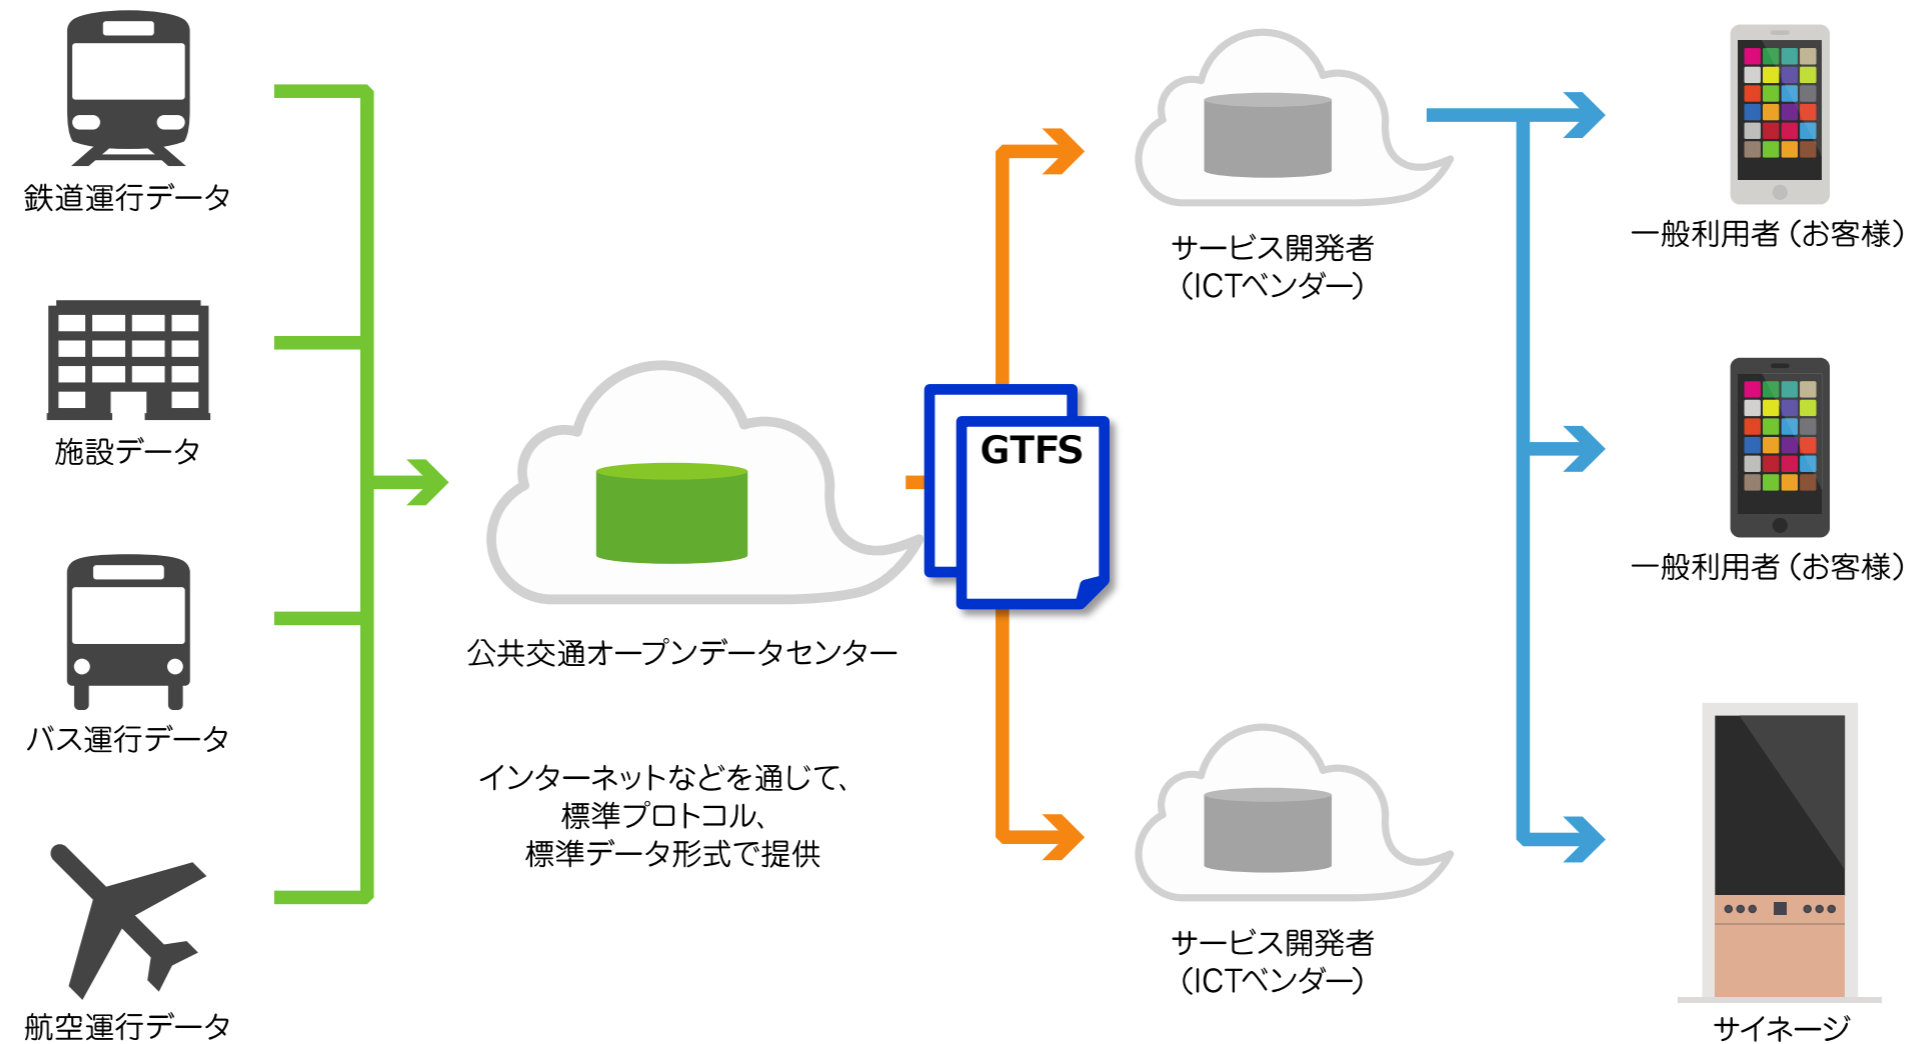 鉄道運行データ
施設データ
バス運行データ
航空運行データ
公共交通オープンデータセンター
インターネットなどを通じて、
標準プロトコル、
標準データ形式で提供
GTFS
サービス開発者
（ICTベンダー）
サービス開発者
（ICTベンダー）
一般利用者（お客様）
一般利用者（お客様）
サイネージ